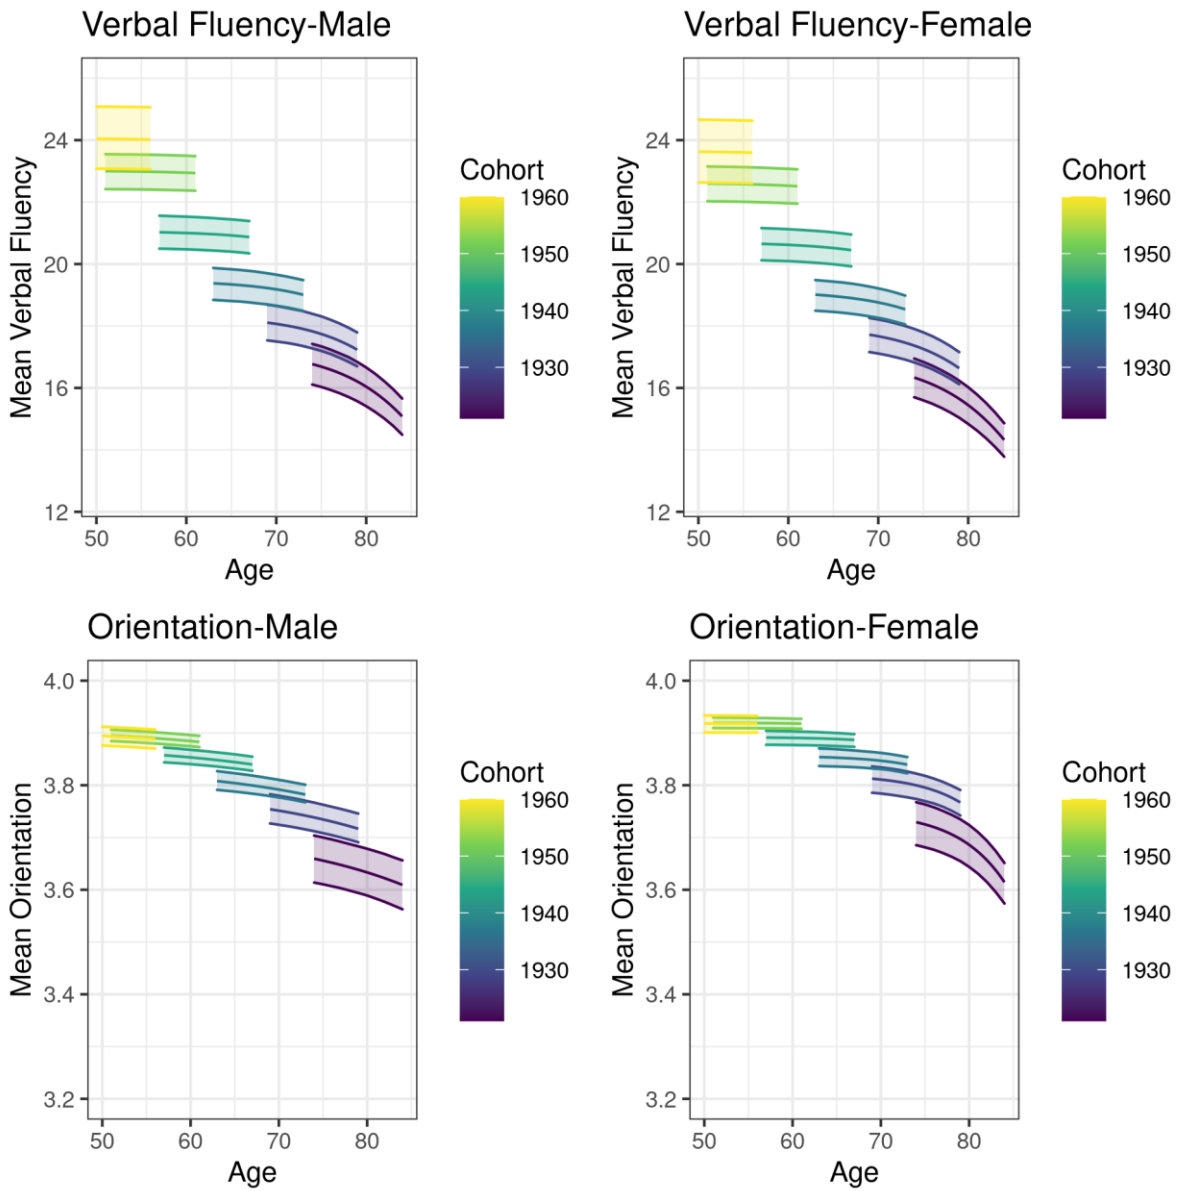 Verbal Fluency-Male
Mean Verbal Fluency
24
20
16
12
50 60 70 80
Age
Cohort
1960
1950
1940
1930
Verbal Fluency-Female
Mean Verbal Fluency
24
20
16
12
50 60 70 80
Age
Cohort
1960
1950
1940
1930
Orientation-Male
Mean Orientation
4.0
3.8
3.6
3.4
3.2
50 60 70 80
Age
Cohort
1960
1950
1940
1930
Orientation-Female
Mean Orientation
4.0
3.8
3.6
3.4
3.2
50 60 70 80
Age
Cohort
1960
1950
1940
1930